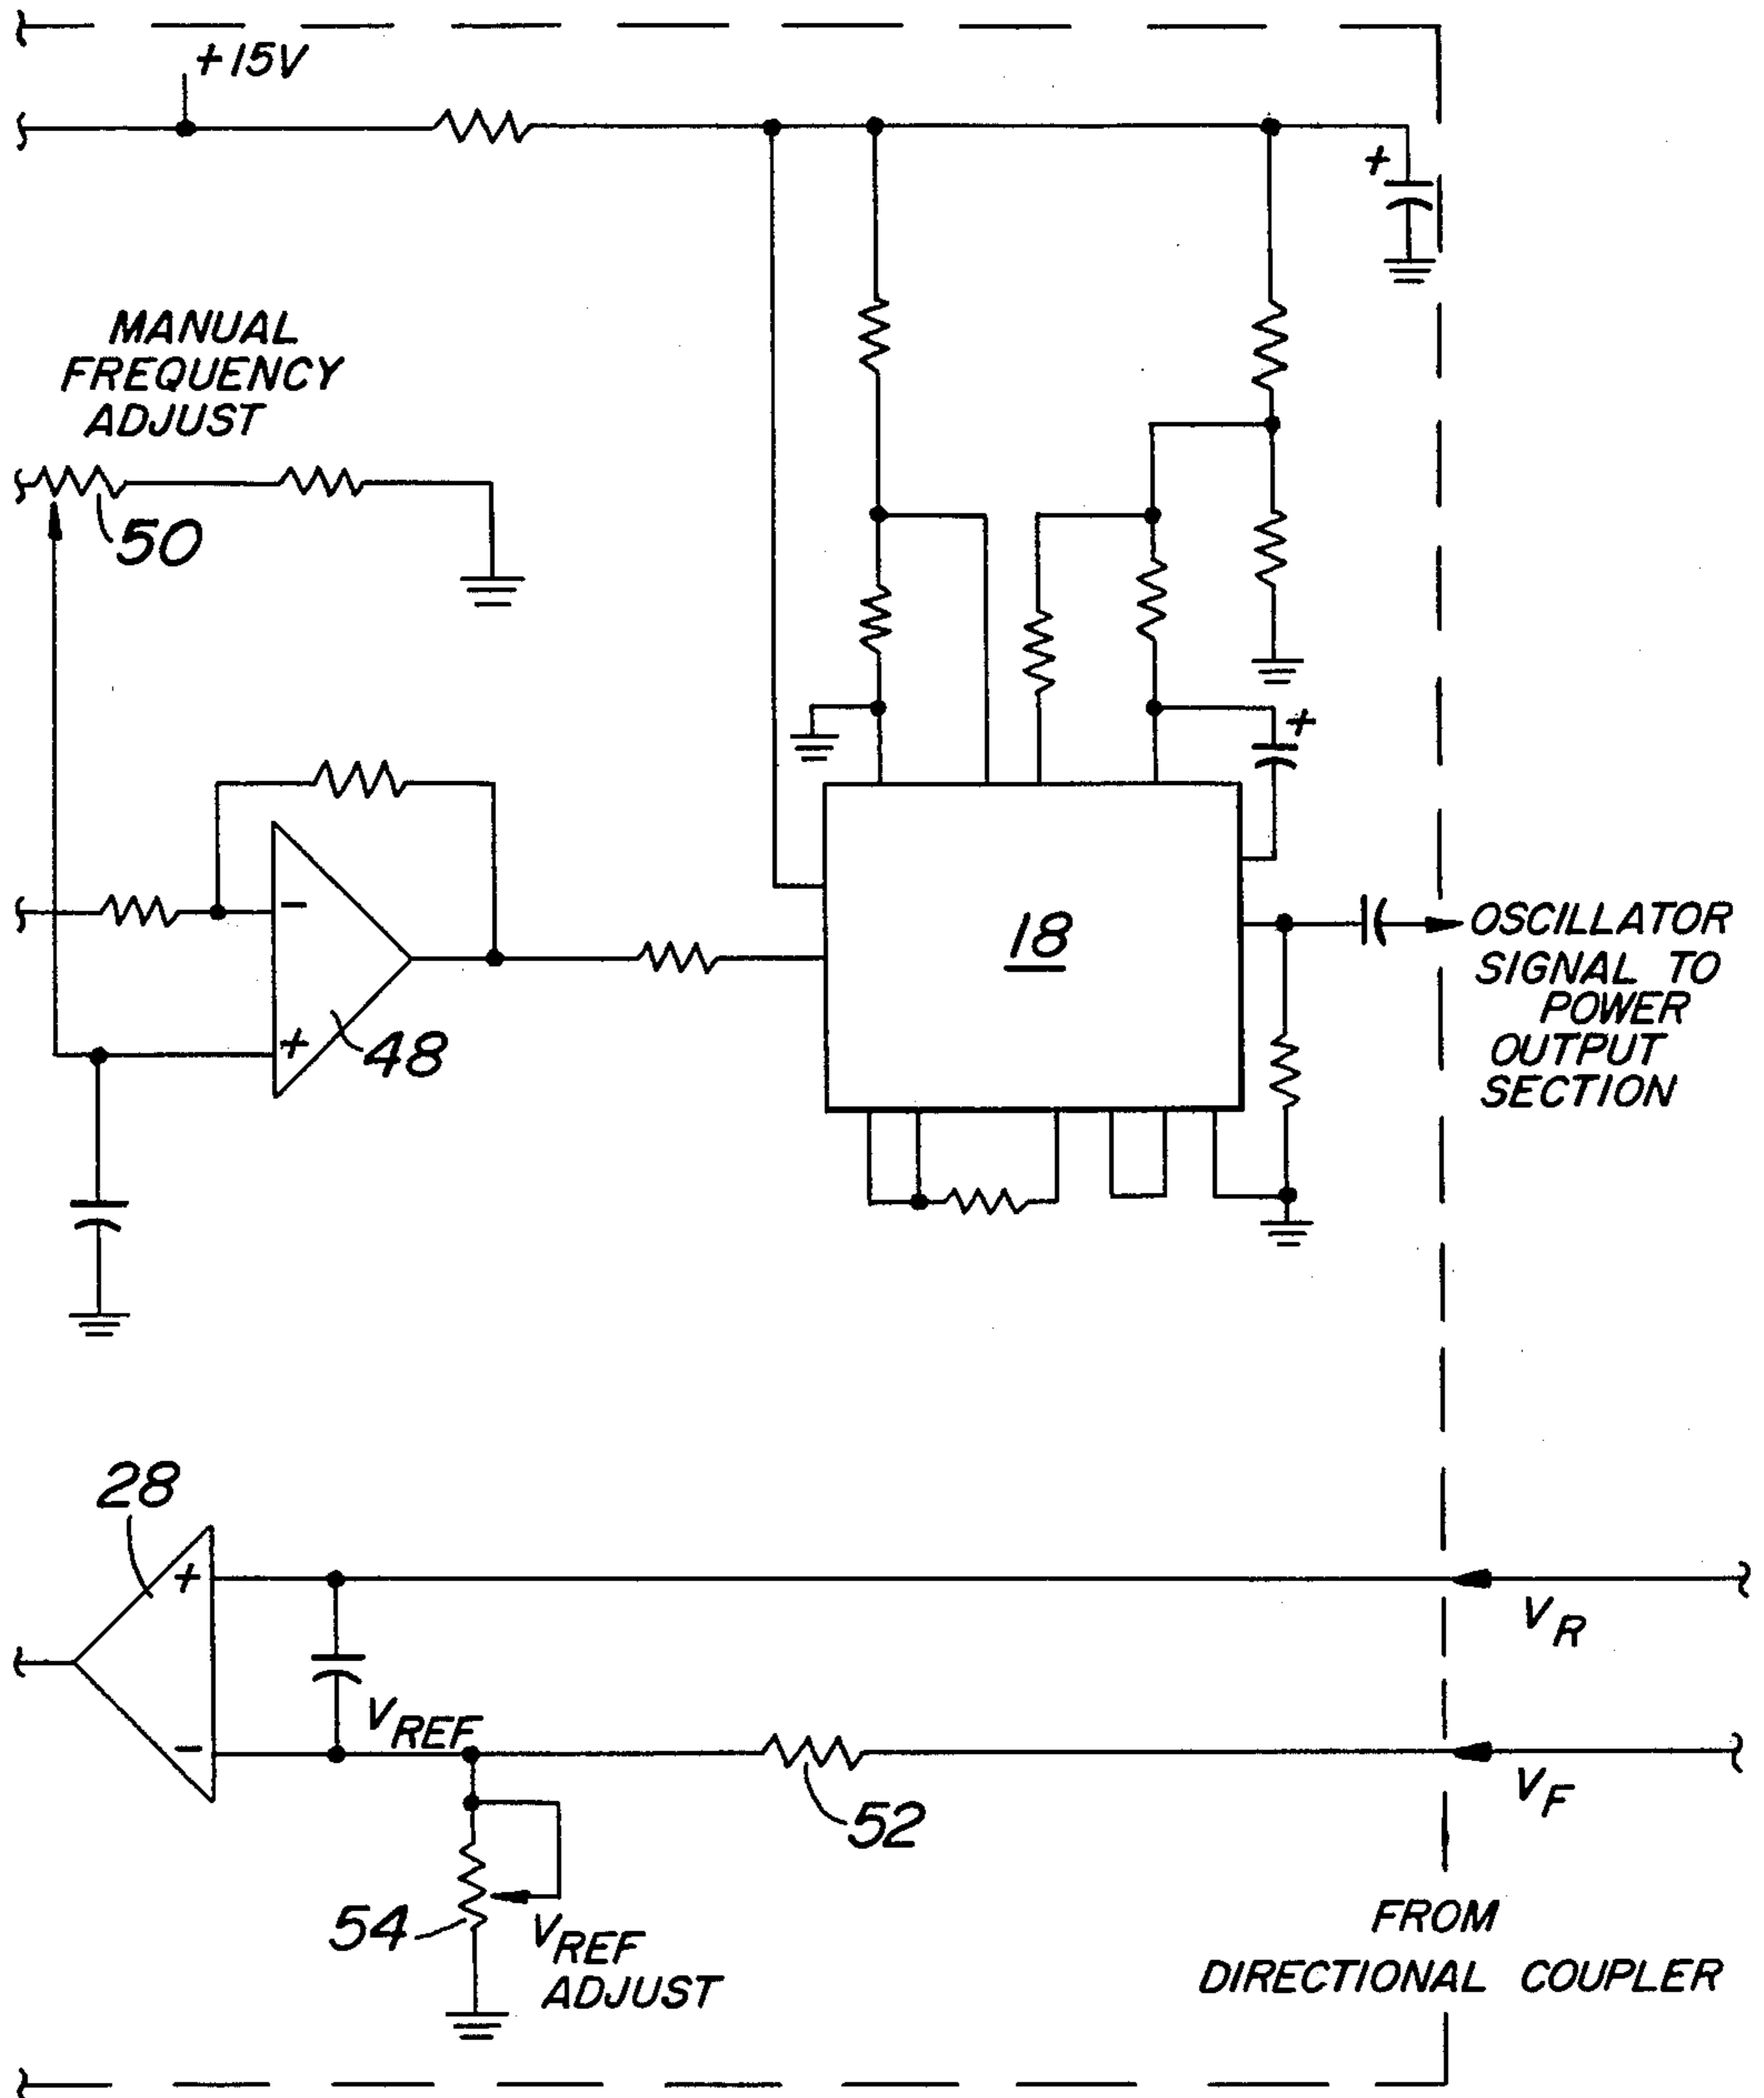 +15V
+
MANUAL
FREQUENCY
ADJUST
50
+
-
18
OSCILLATOR
SIGNAL TO
POWER
OUTPUT
SECTION
+
48
28
+
V_R
V_REF
-
V_F
52
54
V_REF
ADJUST
FROM
DIRECTIONAL COUPLER